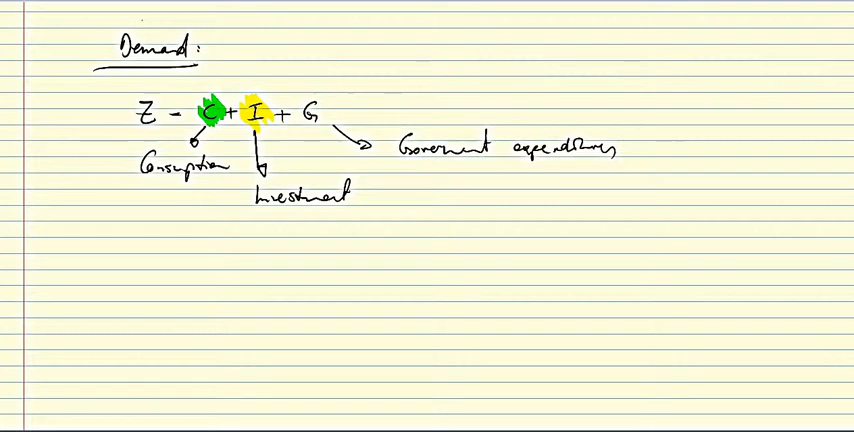 Demand:
Z = C + I + G
Government expenditures
Consumption
Investment